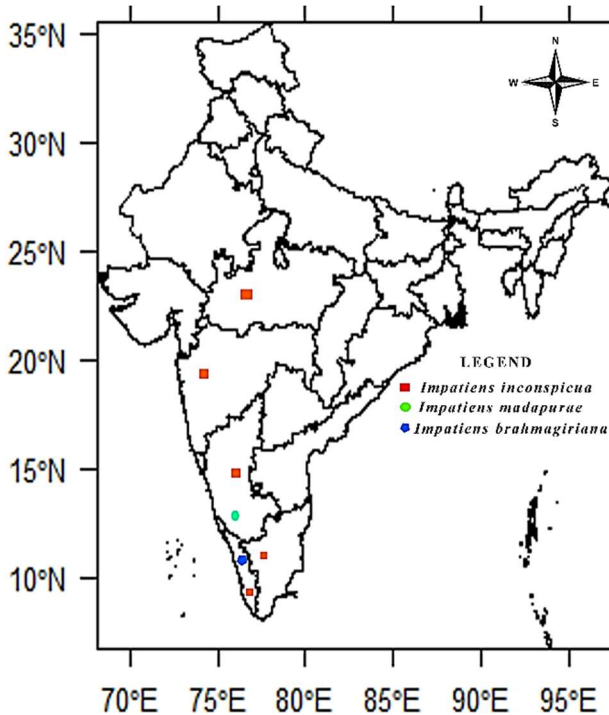 35°N
N
W E
S
30°N
25°N
20°N
LEGEND
Impatiens inconspicua
Impatiens madapurae
Impatiens brahmagiriana
15°N
10°N
70°E 75°E 80°E 85°E 90°E 95°E